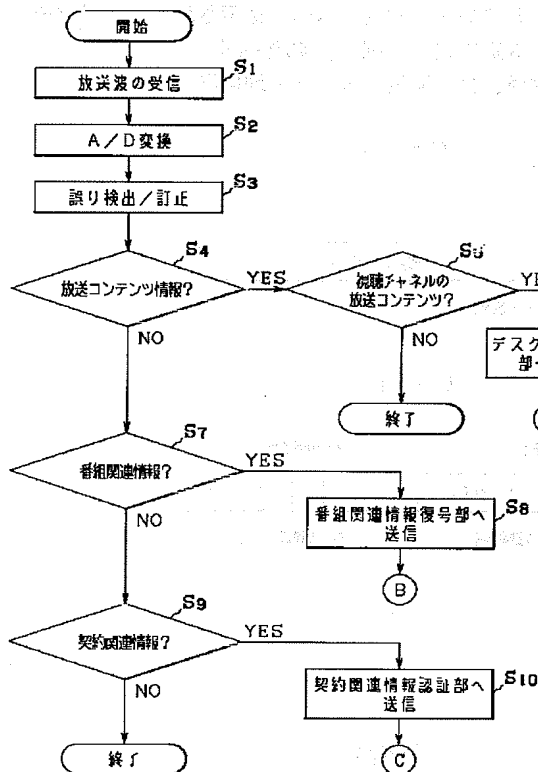 開始
S1
放送波の受信
S2
A／D変換
S3
誤り検出／訂正
S4
放送コンテンツ情報？
YES
視聴チャネルの
放送コンテンツ？
NO
NO
デスク
終了
S7
番組関連情報？
YES
S8
番組関連情報復号部へ
送信
NO
B
S9
契約関連情報？
YES
S10
契約関連情報認証部へ
送信
NO
終了
C